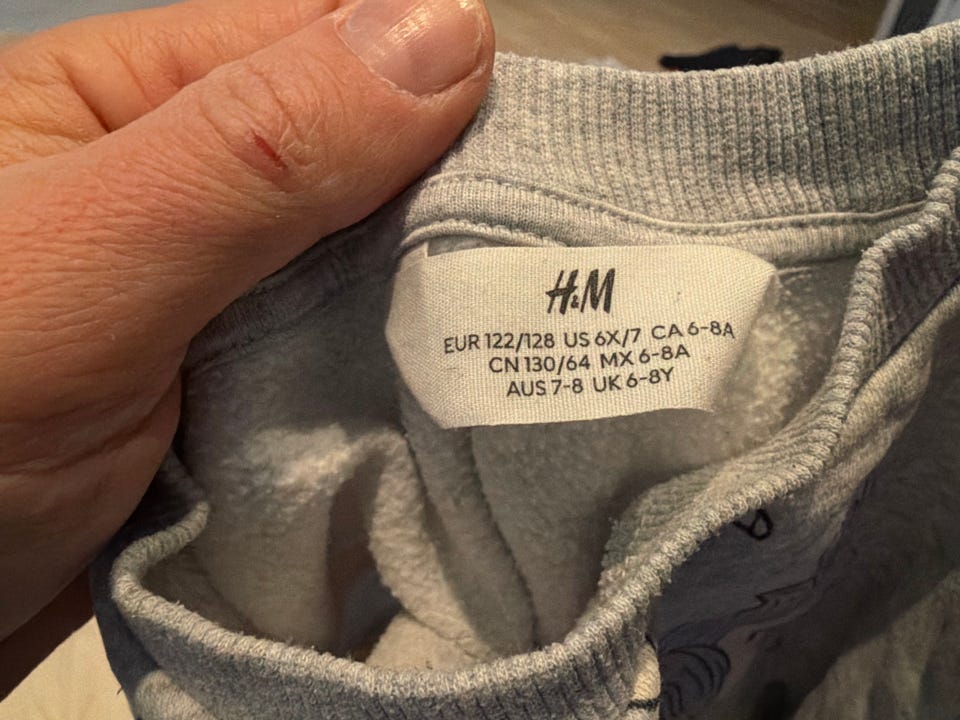 H&M
EUR 122/128 US 6X/7 CA 6-8A
CN 130/64 MX 6-8A
AUS 7-8 UK 6-8Y